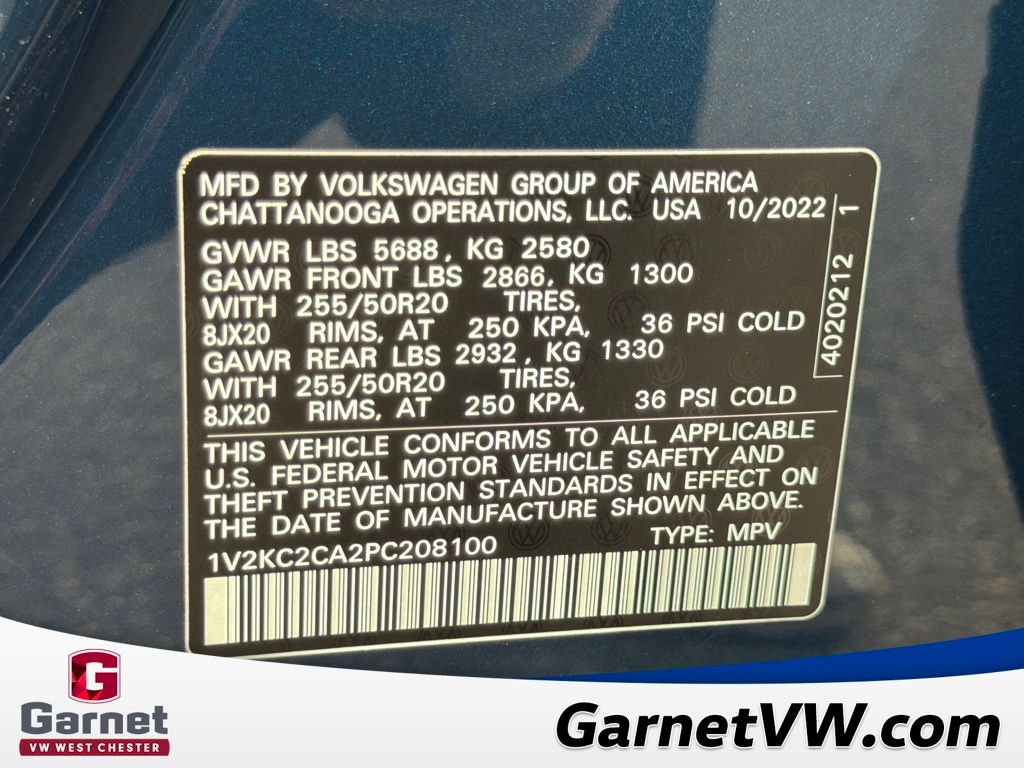 MFD BY VOLKSWAGEN GROUP OF AMERICA
CHATTANOOGA OPERATIONS, LLC. USA 10/2022
GVWR LBS 5688, KG 2580
GAWR FRONT LBS 2866, KG 1300
WITH 255/50R20 TIRES,
8JX20 RIMS, AT 250 KPA, 36 PSI COLD
GAWR REAR LBS 2932, KG 1330
WITH 255/50R20 TIRES,
8JX20 RIMS, AT 250 KPA, 36 PSI COLD
4020212 1
THIS VEHICLE CONFORMS TO ALL APPLICABLE
U.S. FEDERAL MOTOR VEHICLE SAFETY AND
THEFT PREVENTION STANDARDS IN EFFECT ON
THE DATE OF MANUFACTURE SHOWN ABOVE.
1V2KC2CA2PC208100 TYPE: MPV
G
Garnet
VW WEST CHESTER
GarnetVW.com